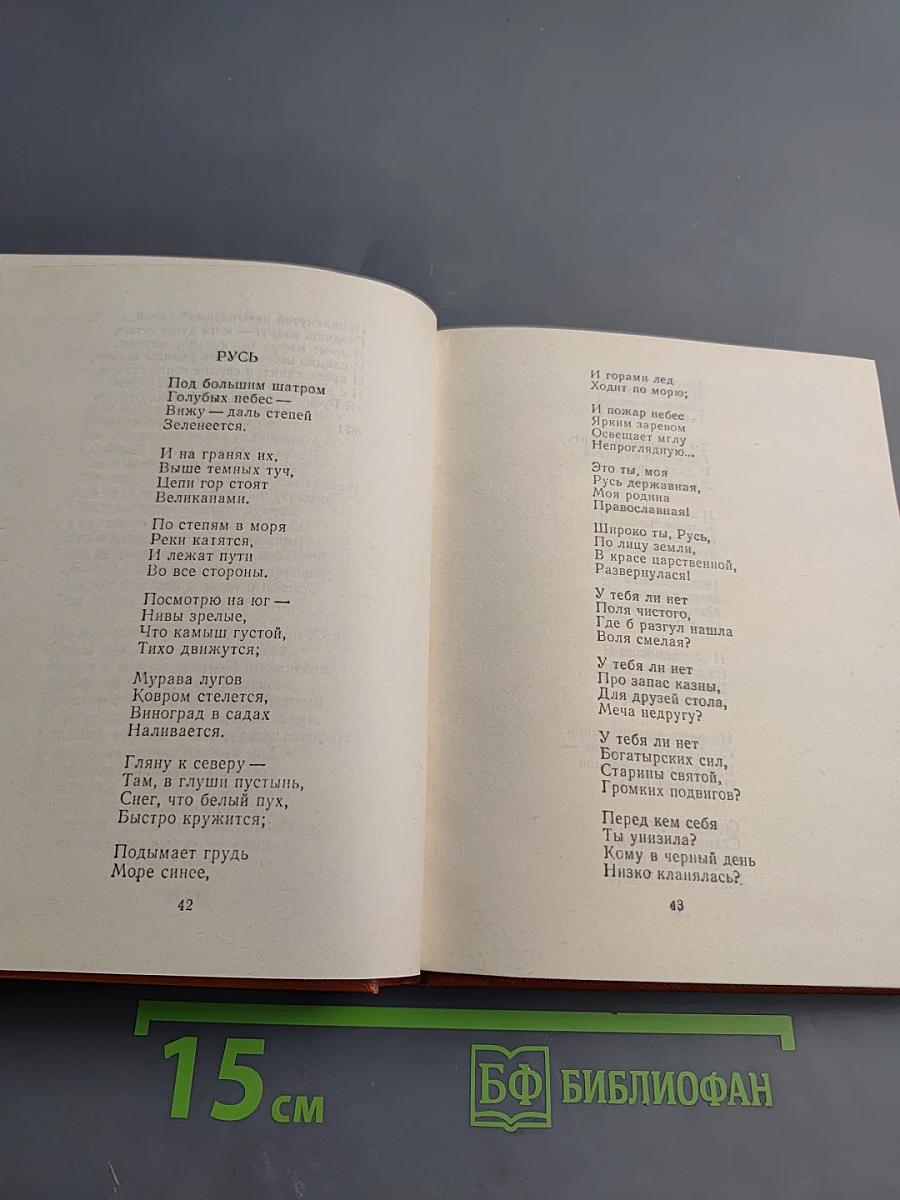 РУСЬ
Под большим шатром
Голубых небес —
Вижу — даль степей
Зеленеется.
И на гранях их,
Выше темных туч,
Цепи гор стоят
Великанами.
По степям в моря
Реки катятся,
И лежат пути
Во все стороны.
Посмотрю на юг —
Нивы зрелые,
Что камыш густой,
Тихо движутся;
Мурава лугов
Ковром стелется,
Виноград в садах
Наливается.
Гляну к северу —
Там, в глуши пустынь,
Снег, что белый пух,
Быстро кружится;
Подымает грудь
Море синее,
42
И горами лед
Ходит по морю;
И пожар небес
Ярким заревом
Освещает мглу
Непроглядную...
Это ты, моя
Русь державная,
Моя родина
Православная!
Широко ты, Русь,
По лицу земли,
В красе царственной,
Развернулася!
У тебя ли нет
Поля чистого,
Где б разгул нашла
Воля смелая?
У тебя ли нет
Про запас казны,
Для друзей стола,
Меча недругу?
У тебя ли нет
Богатырских сил,
Старины святой,
Громких подвигов?
Перед кем себя
Ты унизила?
Кому в черный день
Низко кланялась?
43
15 см
БФ БИБЛИОФАН